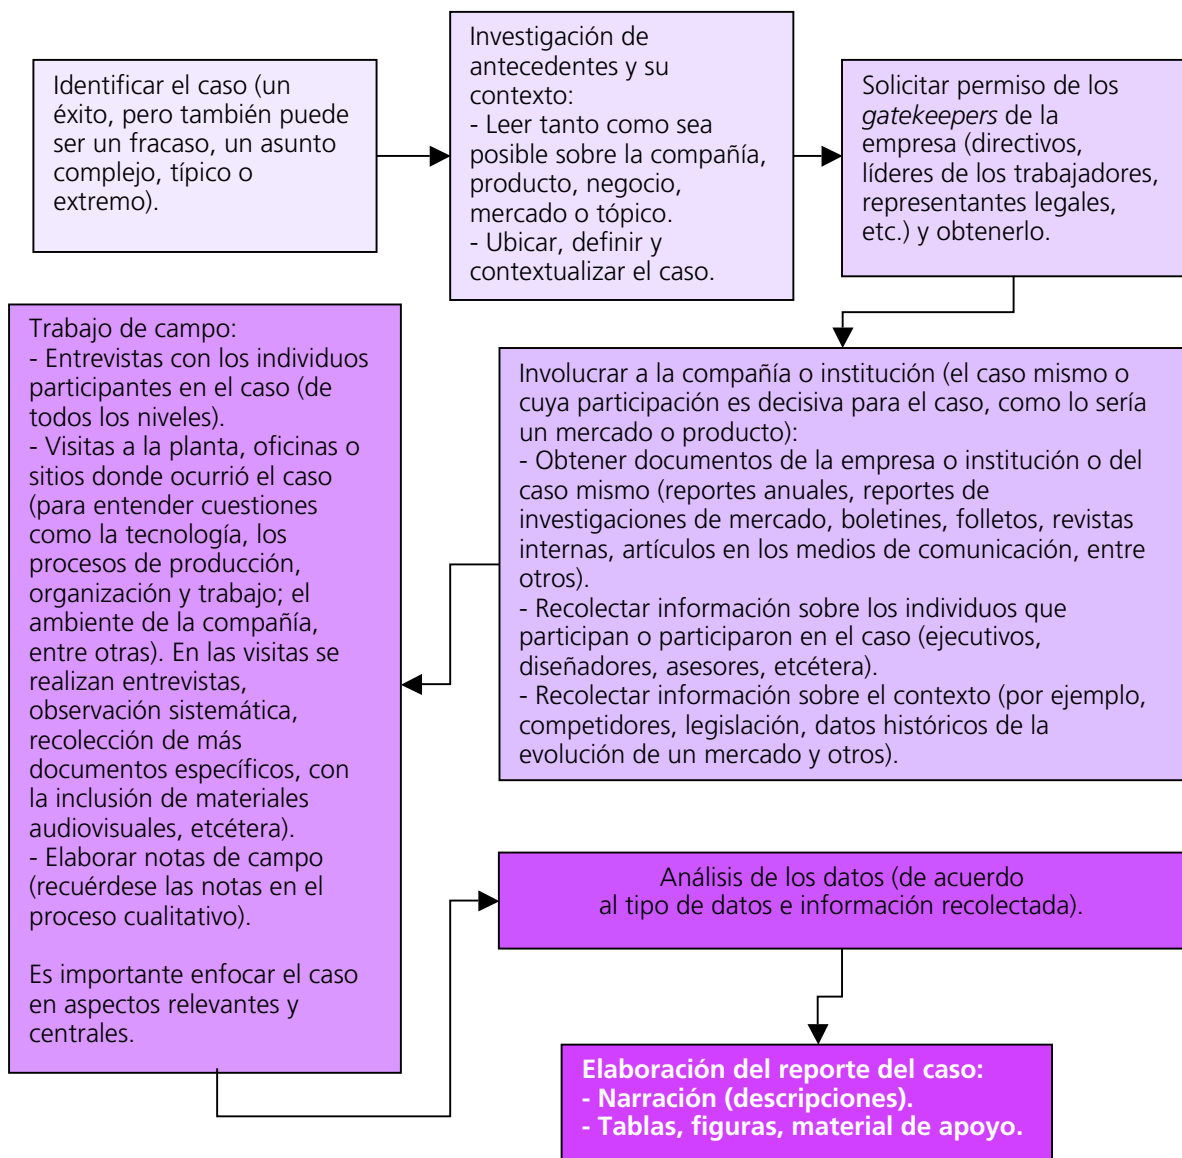 Identificar el caso (un
éxito, pero también puede
ser un fracaso, un asunto
complejo, típico o
extremo).
Investigación de
antecedentes y su
contexto:
- Leer tanto como sea
posible sobre la compañía,
producto, negocio,
mercado o tópico.
- Ubicar, definir y
contextualizar el caso.
Solicitar permiso de los
gatekeepers de la
empresa (directivos,
líderes de los trabajadores,
representantes legales,
etc.) y obtenerlo.
Involucrar a la compañía o institución (el caso mismo o
cuya participación es decisiva para el caso, como lo sería
un mercado o producto):
- Obtener documentos de la empresa o institución o del
caso mismo (reportes anuales, reportes de
investigaciones de mercado, boletines, folletos, revistas
internas, artículos en los medios de comunicación, entre
otros).
- Recolectar información sobre los individuos que
participan o participaron en el caso (ejecutivos,
diseñadores, asesores, etcétera).
- Recolectar información sobre el contexto (por ejemplo,
competidores, legislación, datos históricos de la
evolución de un mercado y otros).
Trabajo de campo:
- Entrevistas con los individuos
participantes en el caso (de
todos los niveles).
- Visitas a la planta, oficinas o
sitios donde ocurrió el caso
(para entender cuestiones
como la tecnología, los
procesos de producción,
organización y trabajo; el
ambiente de la compañía,
entre otras). En las visitas se
realizan entrevistas,
observación sistemática,
recolección de más
documentos específicos, con
la inclusión de materiales
audiovisuales, etcétera).
- Elaborar notas de campo
(recuérdese las notas en el
proceso cualitativo).
Es importante enfocar el caso
en aspectos relevantes y
centrales.
Análisis de los datos (de acuerdo
al tipo de datos e información recolectada).
Elaboración del reporte del caso:
- Narración (descripciones).
- Tablas, figuras, material de apoyo.